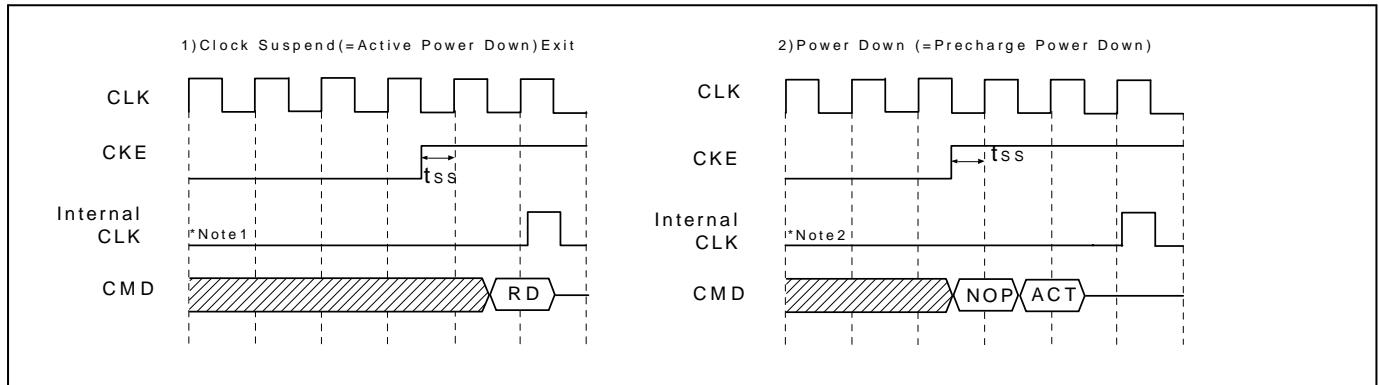 1)Clock Suspend(=Active Power Down)Exit
CLK
CKE
tss
Internal
CLK
*Note1
CMD
RD
2)Power Down (=Precharge Power Down)
CLK
CKE
tss
Internal
CLK
*Note2
CMD
NOP
ACT